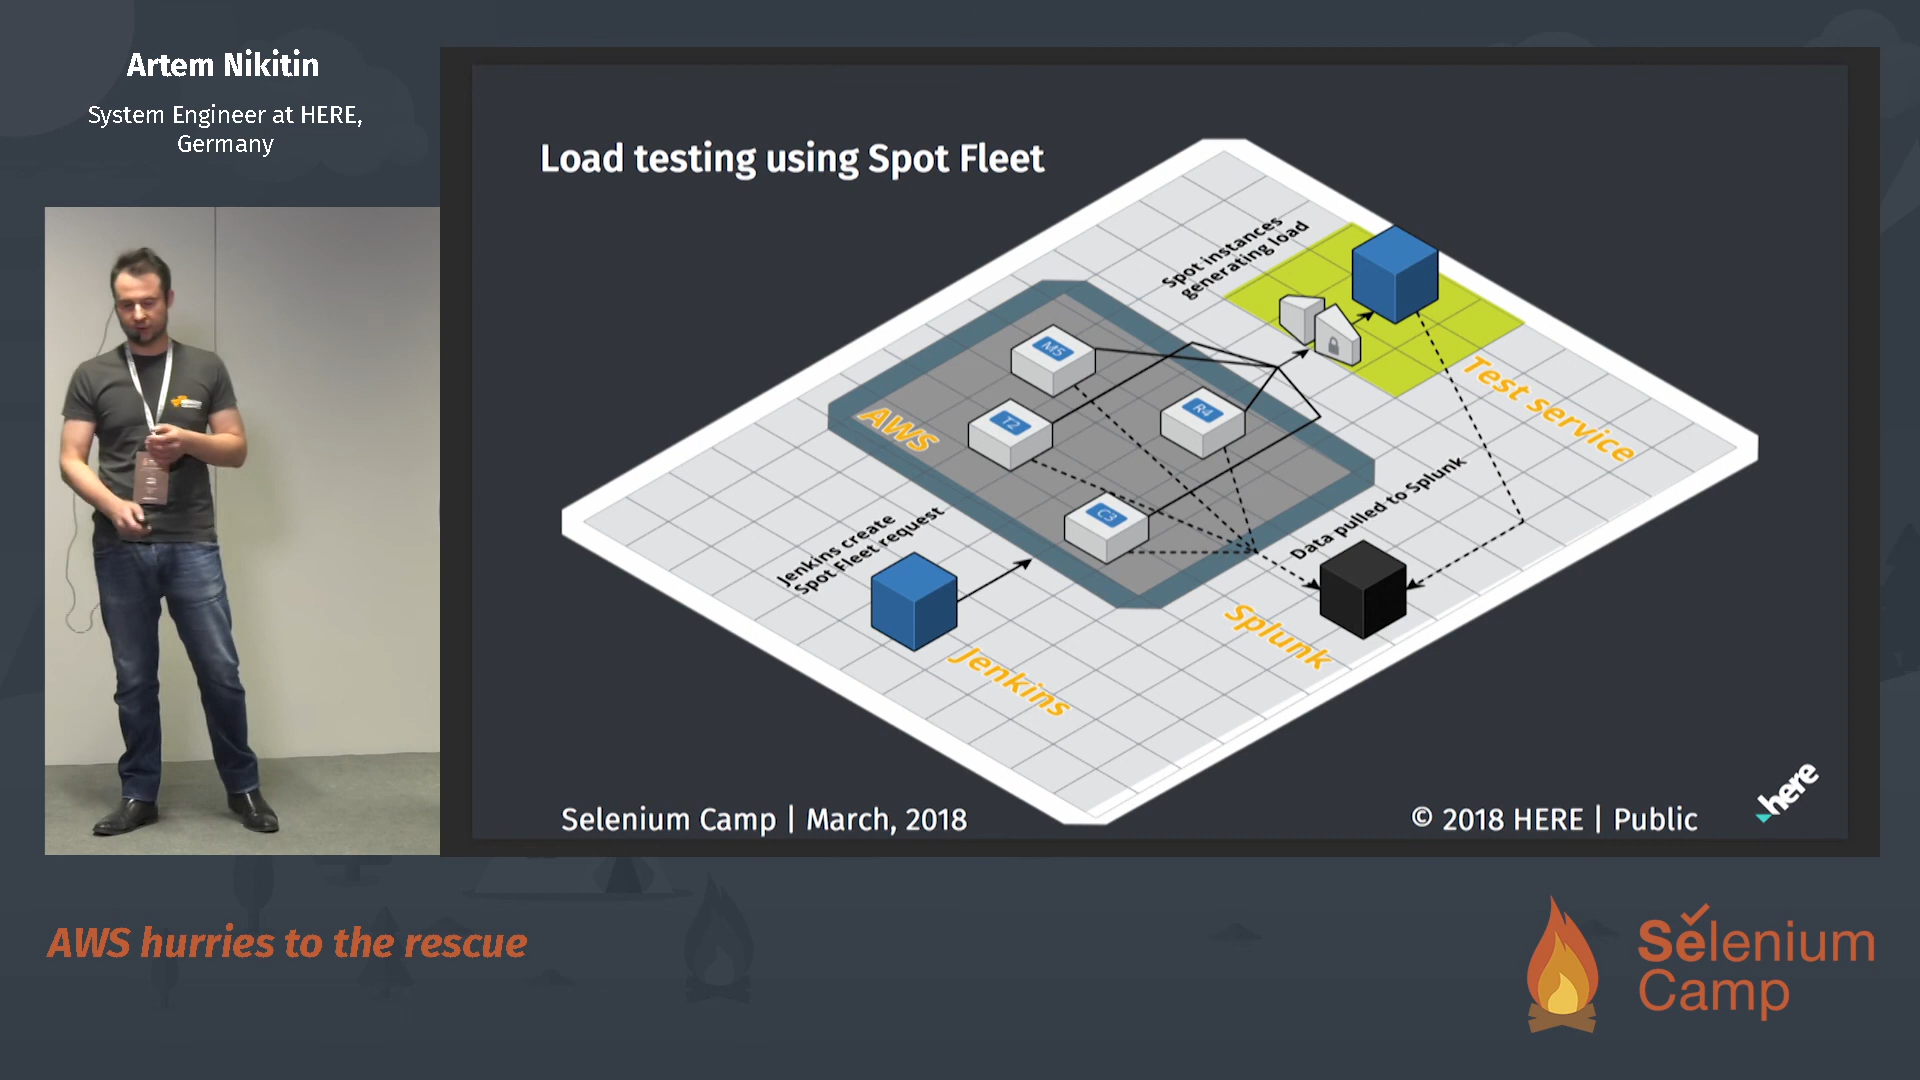 Artem Nikitin
System Engineer at HERE,
Germany
Load testing using Spot Fleet
Spot instances
generating load
M5
T2
R4
C3
AWS
Test service
Jenkins create
Spot Fleet request
Data pulled to Splunk
Splunk
Jenkins
Selenium Camp | March, 2018
© 2018 HERE | Public
here
AWS hurries to the rescue
Selenium
Camp